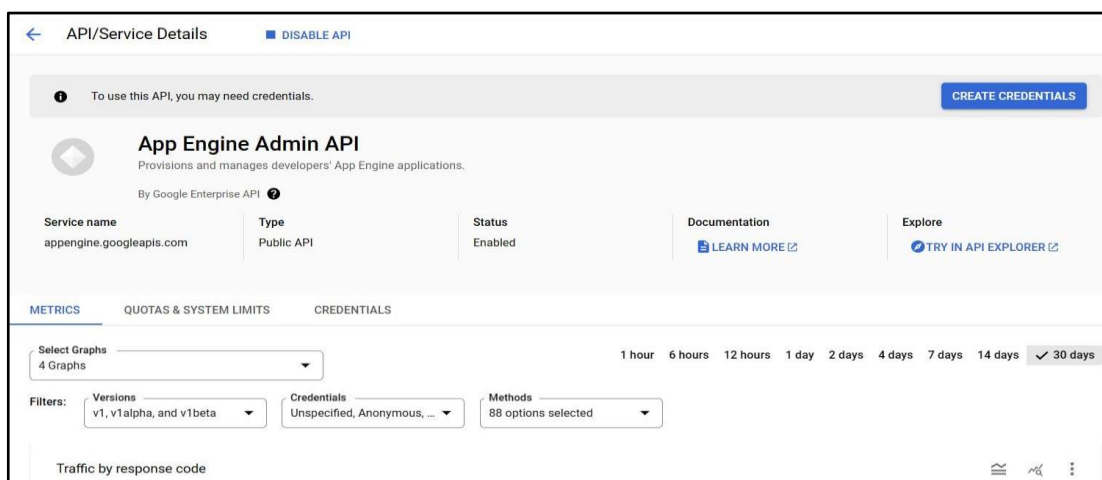 API/Service Details DISABLE API
To use this API, you may need credentials. CREATE CREDENTIALS
App Engine Admin API
Provisions and manages developers' App Engine applications.
By Google Enterprise API
Service name Type Status Documentation Explore
appengine.googleapis.com Public API Enabled LEARN MORE TRY IN API EXPLORER
METRICS QUOTAS & SYSTEM LIMITS CREDENTIALS
Select Graphs
4 Graphs 1 hour 6 hours 12 hours 1 day 2 days 4 days 7 days 14 days 30 days
Filters: Versions Credentials Methods
v1, v1alpha, and v1beta Unspecified, Anonymous, ... 88 options selected
Traffic by response code